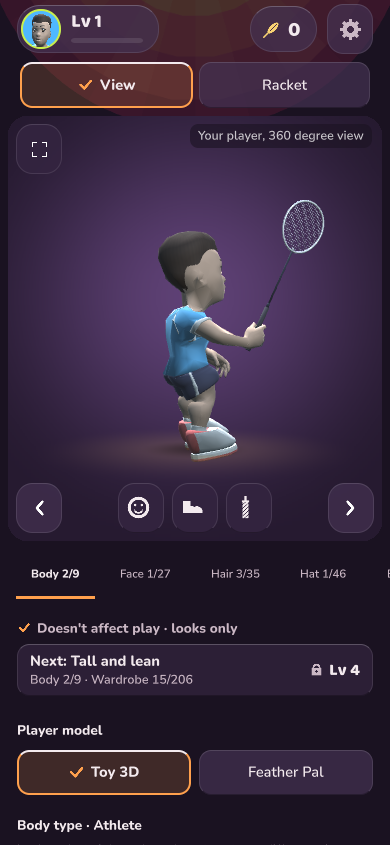 Lv 1
0
View
Racket
Your player, 360 degree view
Body 2/9
Face 1/27
Hair 3/35
Hat 1/46
Doesn't affect play · looks only
Next: Tall and lean
Body 2/9 · Wardrobe 15/206
Lv 4
Player model
Toy 3D
Feather Pal
Body type · Athlete